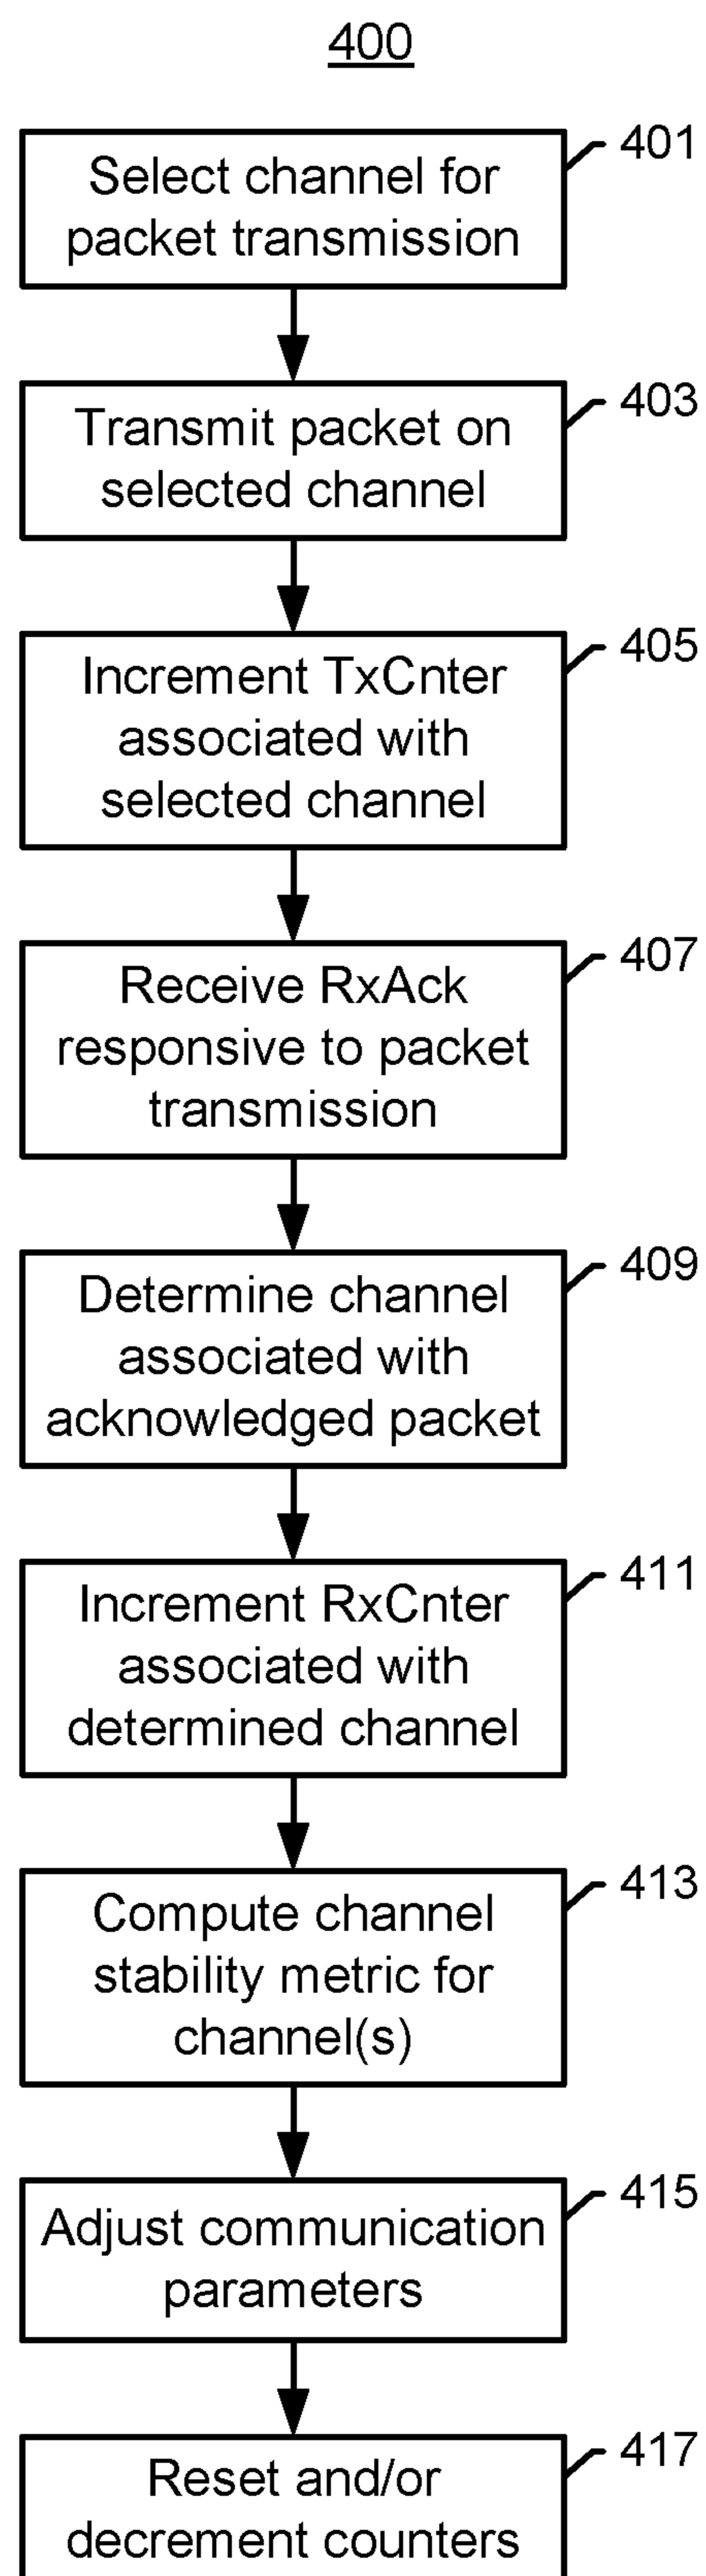 400
401
Select channel for
packet transmission
403
Transmit packet on
selected channel
405
Increment TxCnter
associated with
selected channel
407
Receive RxAck
responsive to packet
transmission
409
Determine channel
associated with
acknowledged packet
411
Increment RxCnter
associated with
determined channel
413
Compute channel
stability metric for
channel(s)
415
Adjust communication
parameters
417
Reset and/or
decrement counters